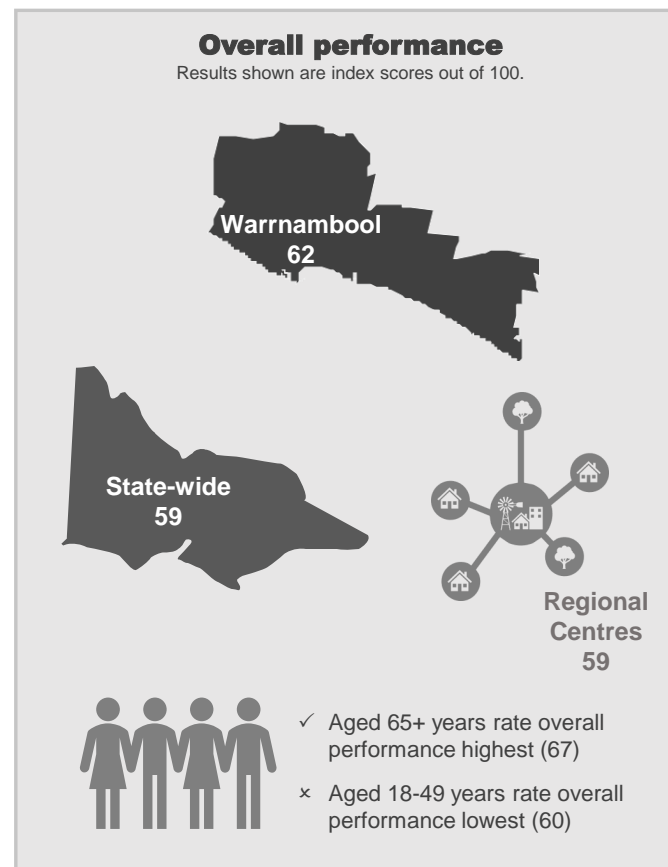 Overall performance
Results shown are index scores out of 100.
Warrnambool
62
State-wide
59
Regional
Centres
59
✓ Aged 65+ years rate overall
performance highest (67)
× Aged 18-49 years rate overall
performance lowest (60)